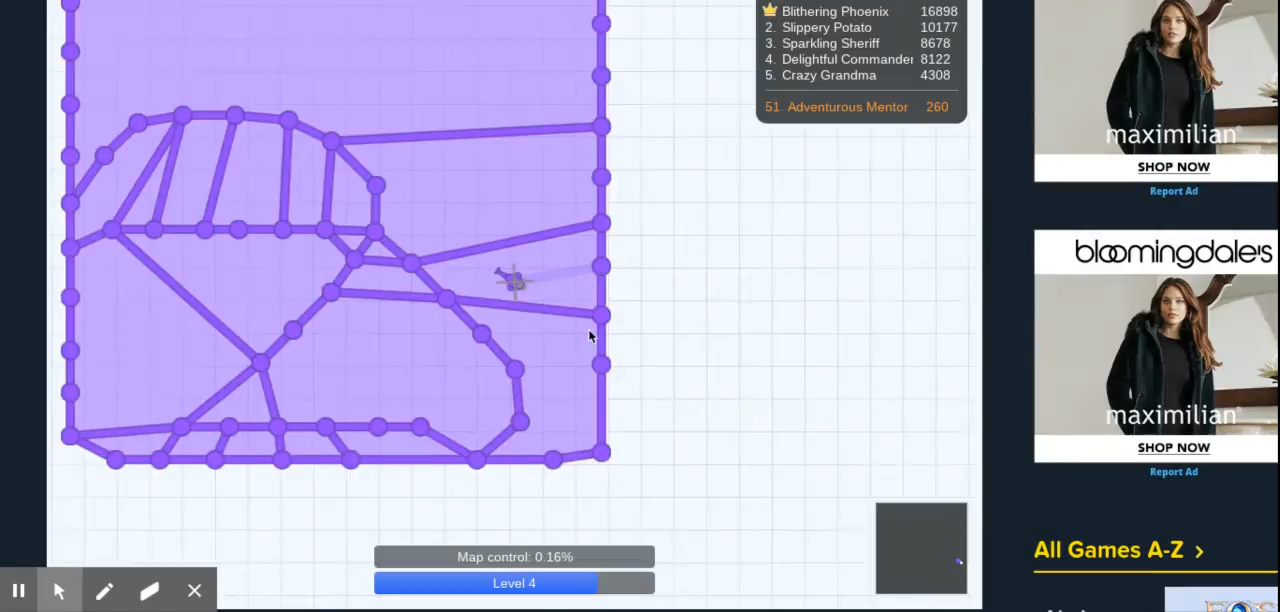 Blithering Phoenix 16898
2. Slippery Potato 10177
3. Sparkling Sheriff 8678
4. Delightful Commander 8122
5. Crazy Grandma 4308
51. Adventurous Mentor 260
maximilian
SHOP NOW
Report Ad
bloomingdale's
maximilian
SHOP NOW
Report Ad
All Games A-Z >
Map control: 0.16%
Level 4